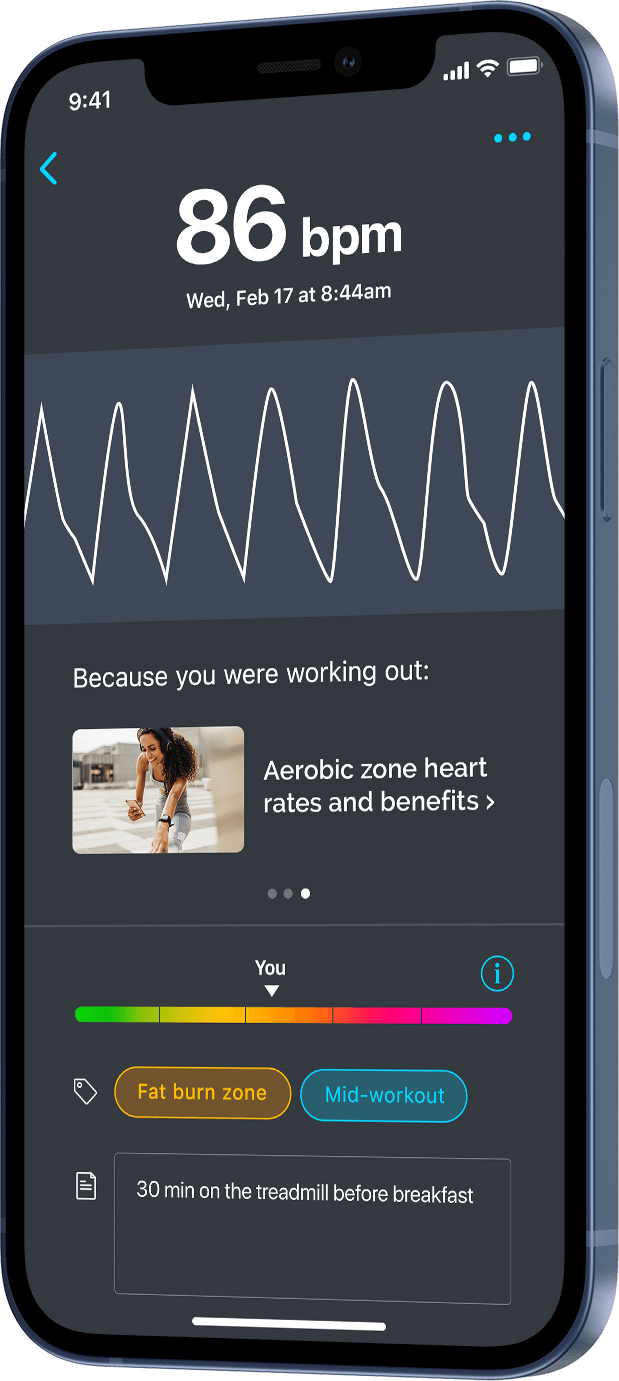 9:41
86 bpm
Wed, Feb 17 at 8:44am
Because you were working out:
Aerobic zone heart
rates and benefits ›
You
i
Fat burn zone
Mid-workout
30 min on the treadmill before breakfast